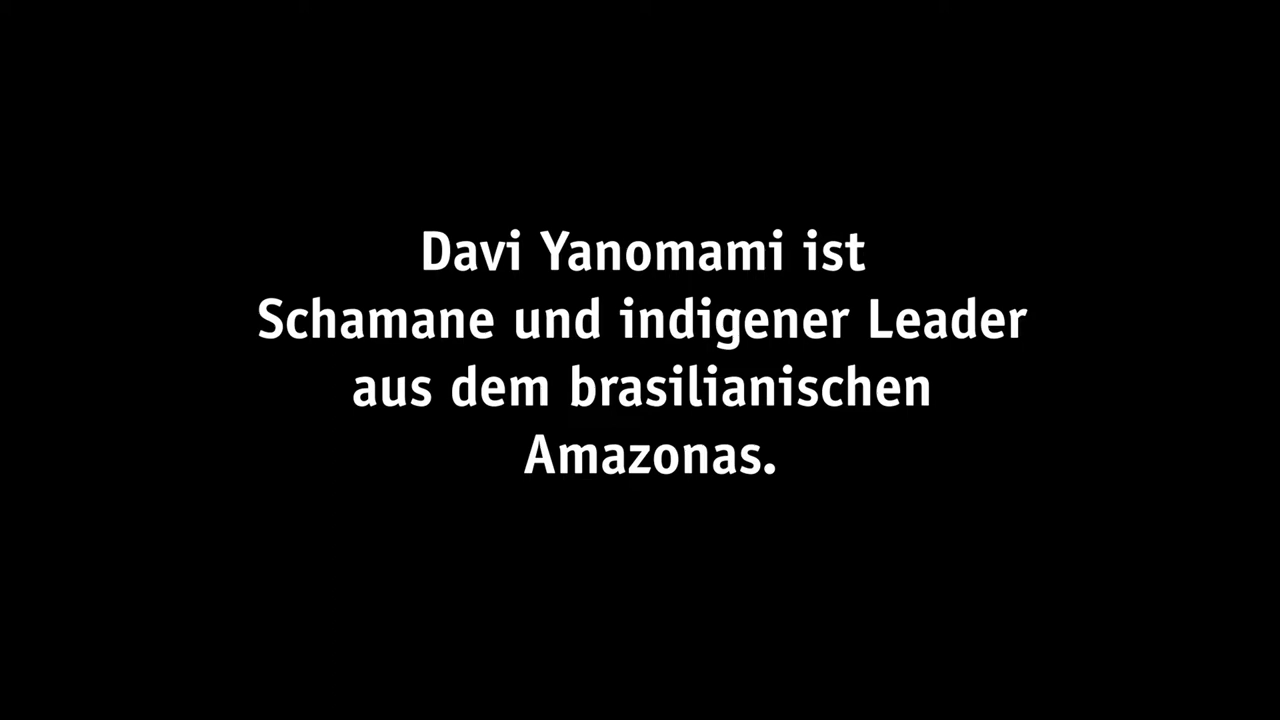 Davi Yanomami ist
Schamane und indigener Leader
aus dem brasilianischen
Amazonas.